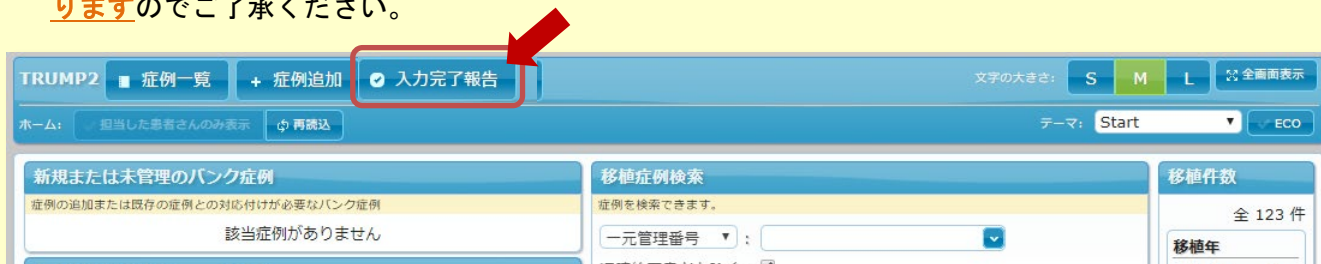 りますのでご了承ください。
TRUMP2 症例一覧 + 症例追加 入力完了報告 文字の大きさ: S M L 全画面表示
ホーム: 担当した患者さんのみ表示 再読込 テーマ: Start ECO
新規または未管理のバンク症例
症例の追加または既存の症例との対応付けが必要なバンク症例
該当症例がありません
移植症例検索
症例を検索できます。
一元管理番号 :
移植件数
全 123 件
移植年